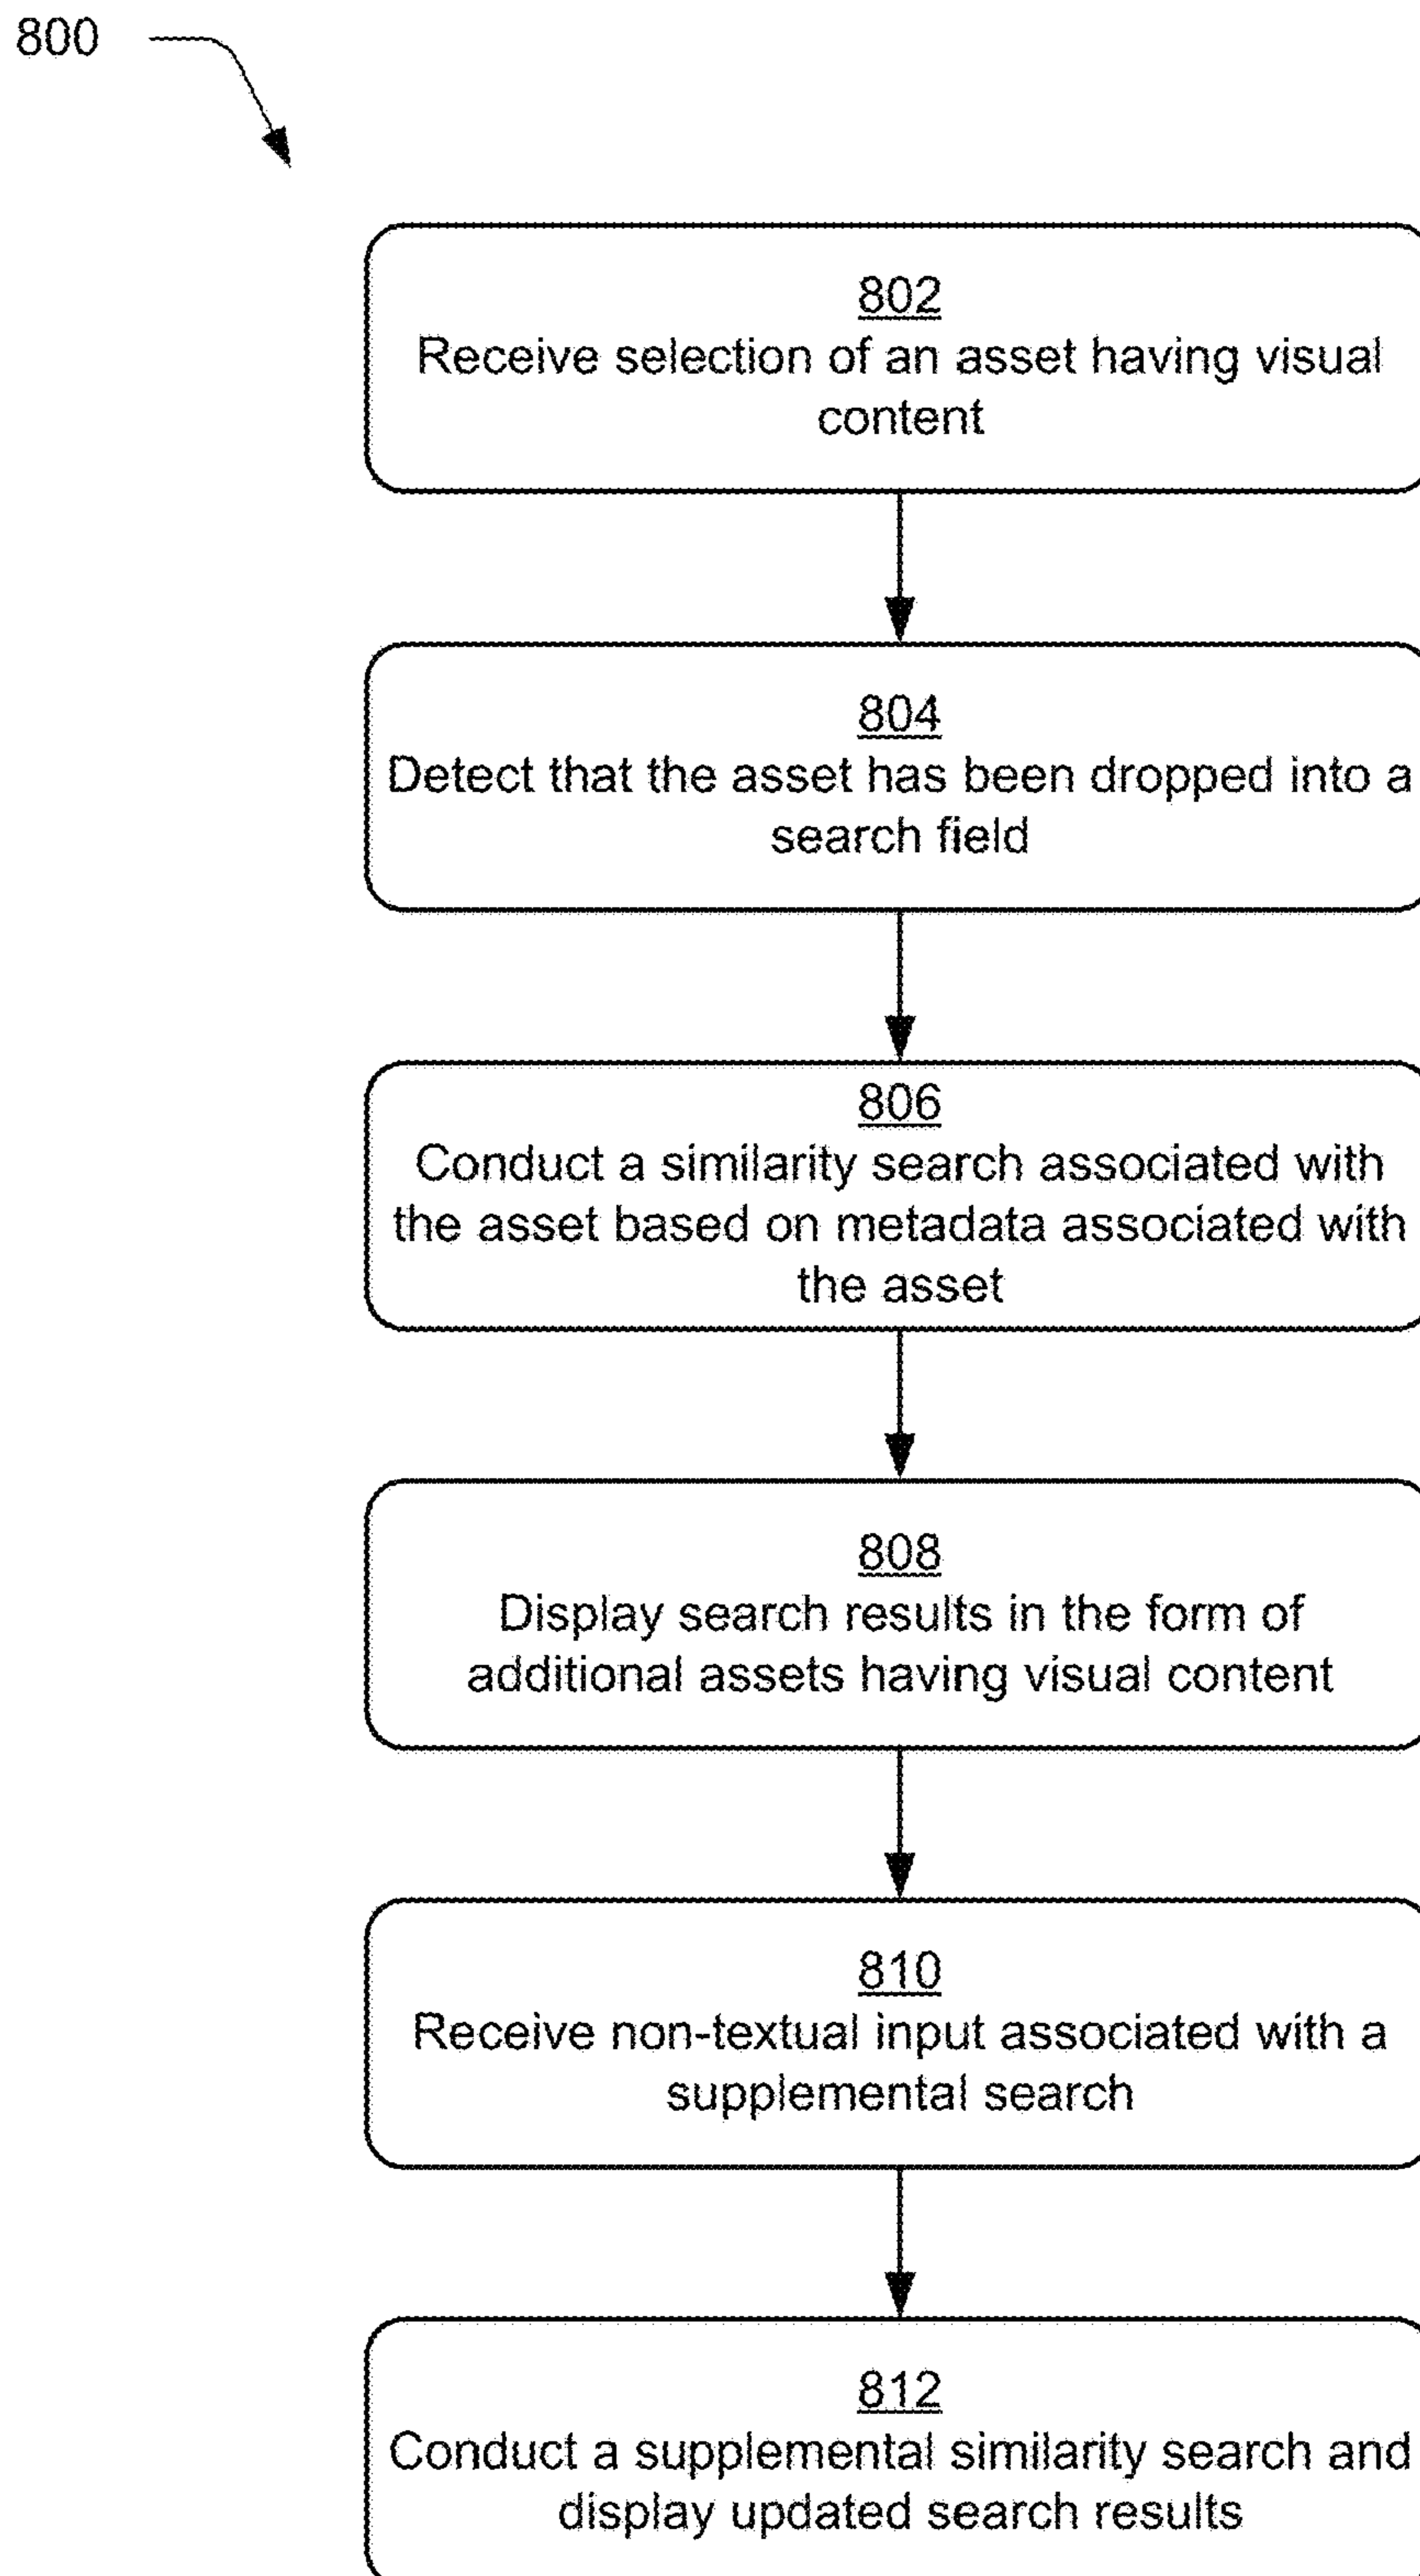 800
802
Receive selection of an asset having visual
content
804
Detect that the asset has been dropped into a
search field
806
Conduct a similarity search associated with
the asset based on metadata associated with
the asset
808
Display search results in the form of
additional assets having visual content
810
Receive non-textual input associated with a
supplemental search
812
Conduct a supplemental similarity search and
display updated search results